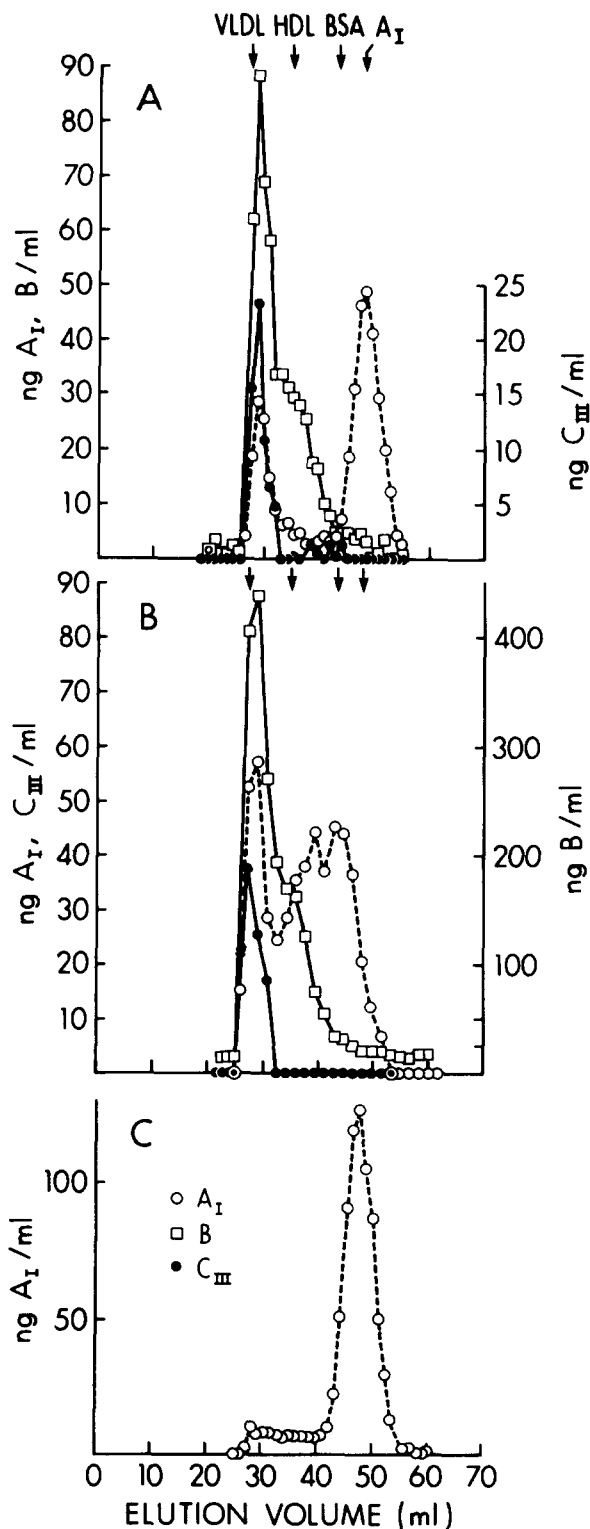 VLDL HDL BSA A_I
A
90
80
70
60
50
40
30
20
10
ng A_I, B/ml
25
20
15
10
5
ng C_III/ml
B
90
80
70
60
50
40
30
20
10
ng A_I, C_III/ml
400
300
200
100
ng B/ml
C
100
50
ng A_I/ml
A_I
B
C_III
0 10 20 30 40 50 60 70
ELUTION VOLUME (ml)